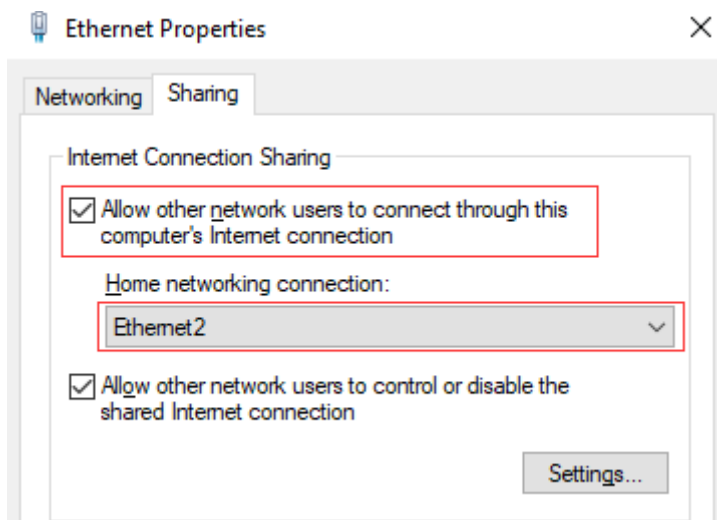 Ethernet Properties
Networking
Sharing
Internet Connection Sharing
Allow other network users to connect through this
computer's Internet connection
Home networking connection:
Ethernet2
Allow other network users to control or disable the
shared Internet connection
Settings...